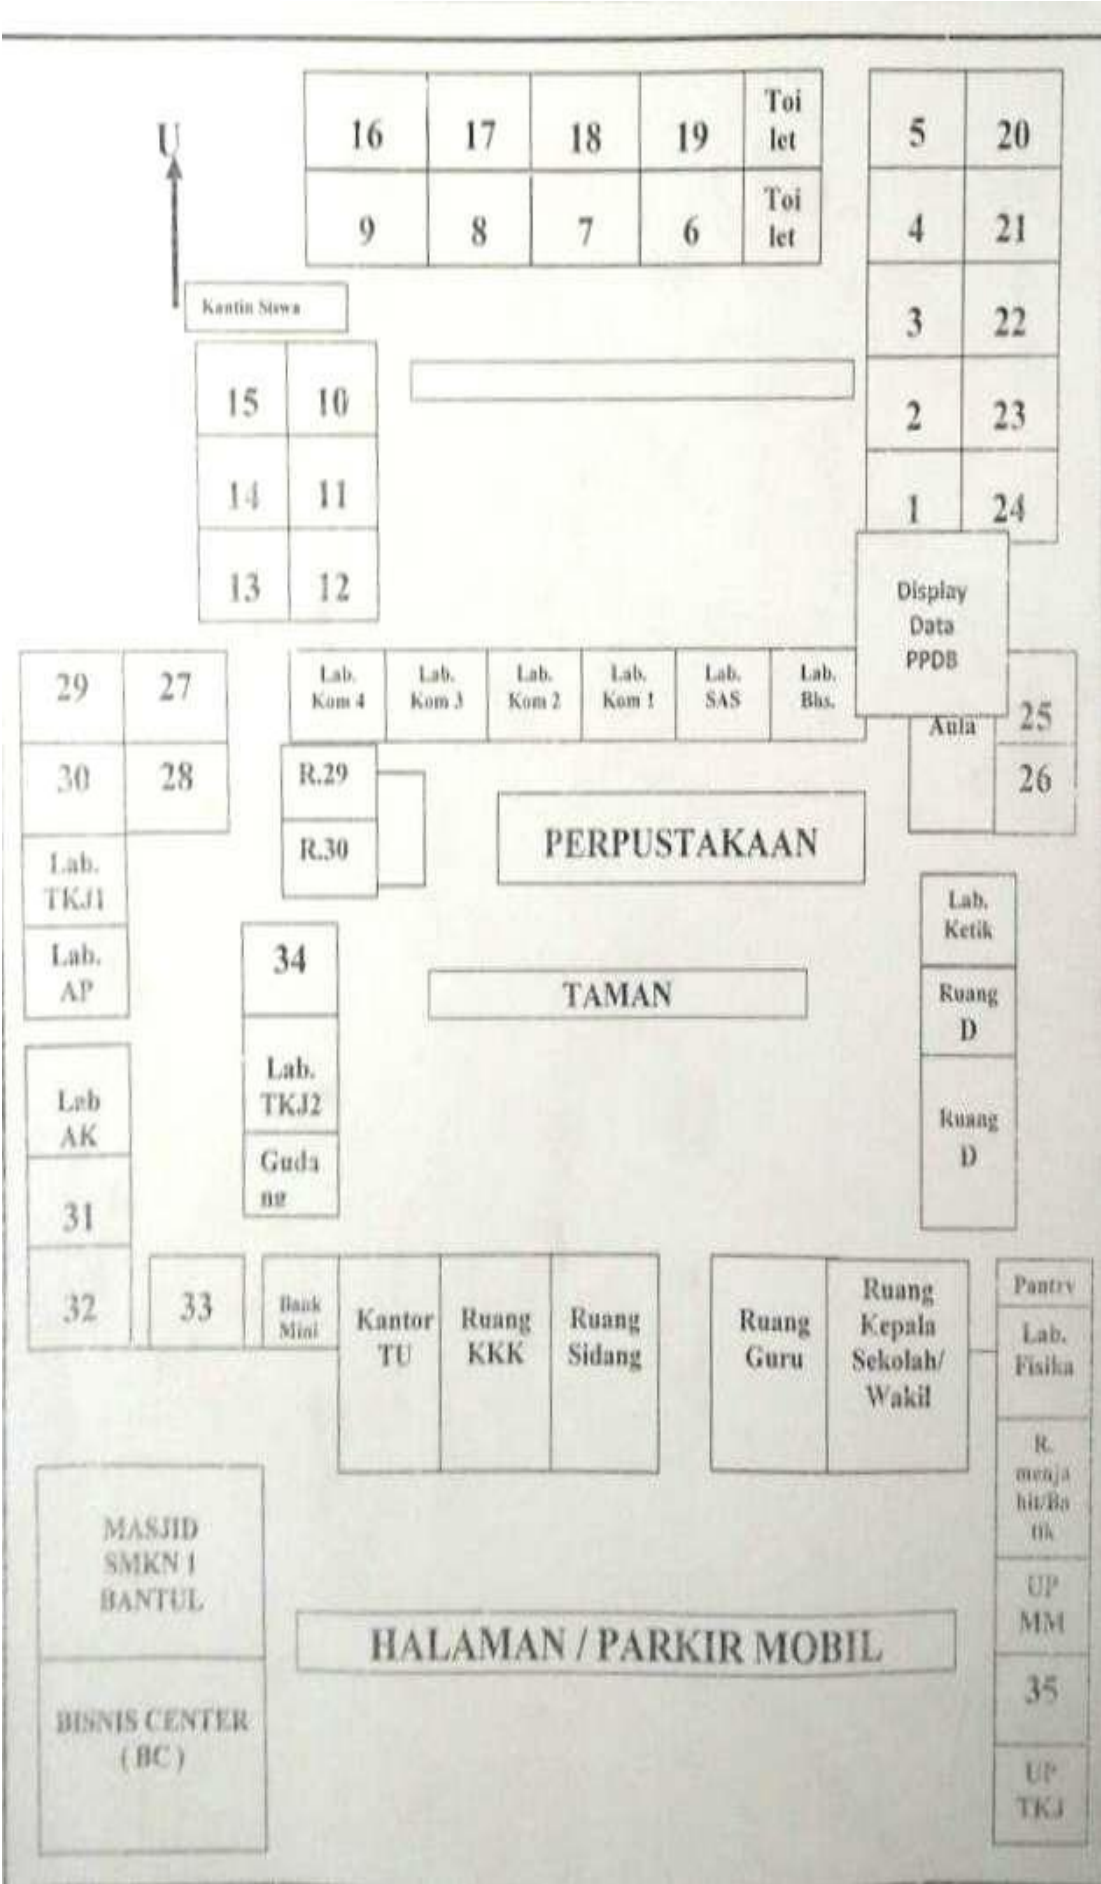 U
16 17 18 19 Toi
let
9 8 7 6 Toi
let
5 20
4 21
3 22
2 23
1 24
Kantin Siswa
15 10
14 11
13 12
Display
Data
PPDB
29 27
30 28
Lab.
TKJ1
Lab.
AP
Lab.
Kom 4
Lab.
Kom 3
Lab.
Kom 2
Lab.
Kom 1
Lab.
SAS
Lab.
Bhs.
Aula
25
26
R.29
R.30
PERPUSTAKAAN
34
Lab.
TKJ2
Guda
ng
TAMAN
Lab.
Ketik
Ruang
D
Ruang
D
Lab
AK
31
32
33
Bank
Mini
Kantor
TU
Ruang
KKK
Ruang
Sidang
Ruang
Guru
Ruang
Kepala
Sekolah/
Wakil
Pantry
Lab.
Fisika
R.
menja
hit/Ba
tik
UP
MM
35
UP
TKJ
MASJID
SMKN 1
BANTUL
BISNIS CENTER
( BC )
HALAMAN / PARKIR MOBIL